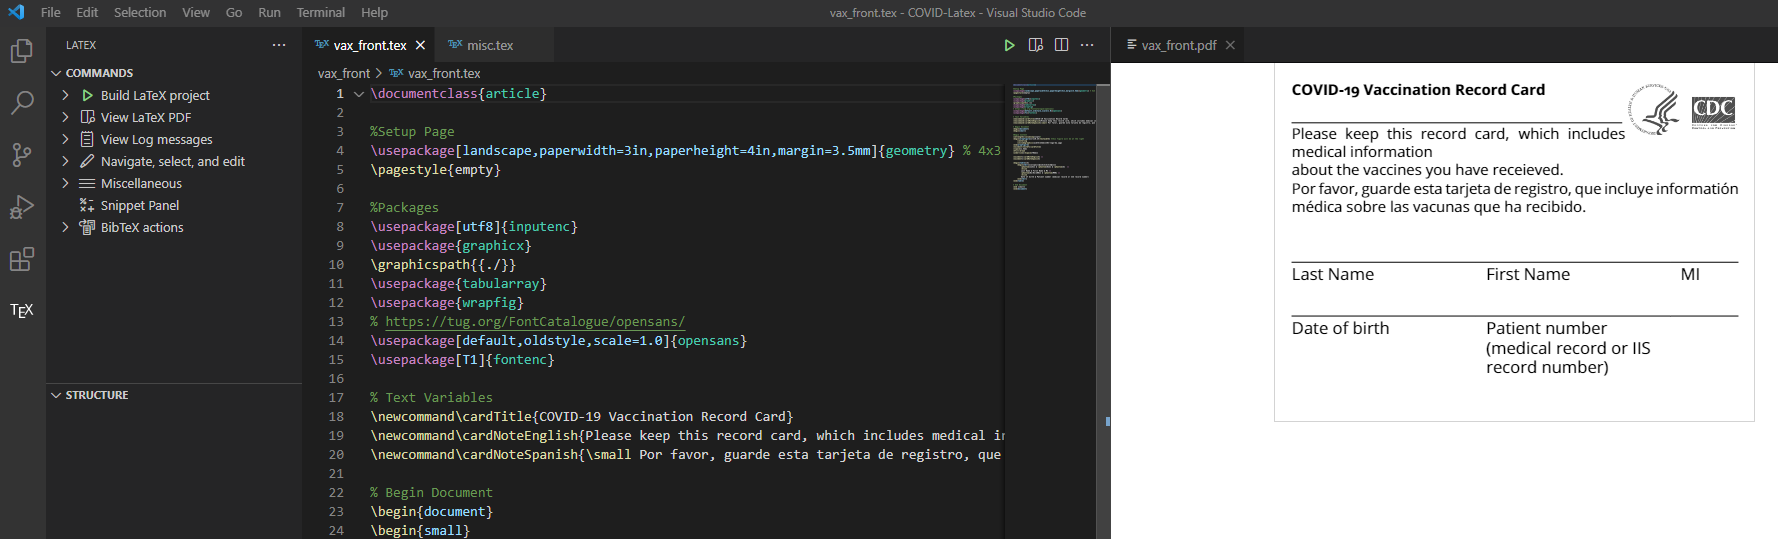 File Edit Selection View Go Run Terminal Help
vax_front.tex - COVID-Latex - Visual Studio Code
LATEX
COMMANDS
Build LaTeX project
View LaTeX PDF
View Log messages
Navigate, select, and edit
Miscellaneous
Snippet Panel
BibTeX actions
STRUCTURE
TEX
TEX vax_front.tex
TEX misc.tex
vax_front > TEX vax_front.tex
1 \documentclass{article}
2
3 %Setup Page
4 \usepackage[landscape,paperwidth=3in,paperheight=4in,margin=3.5mm]{geometry} % 4x3
5 \pagestyle{empty}
6
7 %Packages
8 \usepackage[utf8]{inputenc}
9 \usepackage{graphicx}
10 \graphicspath{{./}}
11 \usepackage{tabularray}
12 \usepackage{wrapfig}
13 % https://tug.org/FontCatalogue/opensans/
14 \usepackage[default,oldstyle,scale=1.0]{opensans}
15 \usepackage[T1]{fontenc}
16
17 % Text Variables
18 \newcommand\cardTitle{COVID-19 Vaccination Record Card}
19 \newcommand\cardNoteEnglish{Please keep this record card, which includes medical in
20 \newcommand\cardNoteSpanish{\small Por favor, guarde esta tarjeta de registro, que
21
22 % Begin Document
23 \begin{document}
24 \begin{small}
vax_front.pdf
COVID-19 Vaccination Record Card
CDC
Please keep this record card, which includes
medical information
about the vaccines you have receieved.
Por favor, guarde esta tarjeta de registro, que incluye informatión
médica sobre las vacunas que ha recibido.
Last Name First Name MI
Date of birth Patient number
(medical record or IIS
record number)